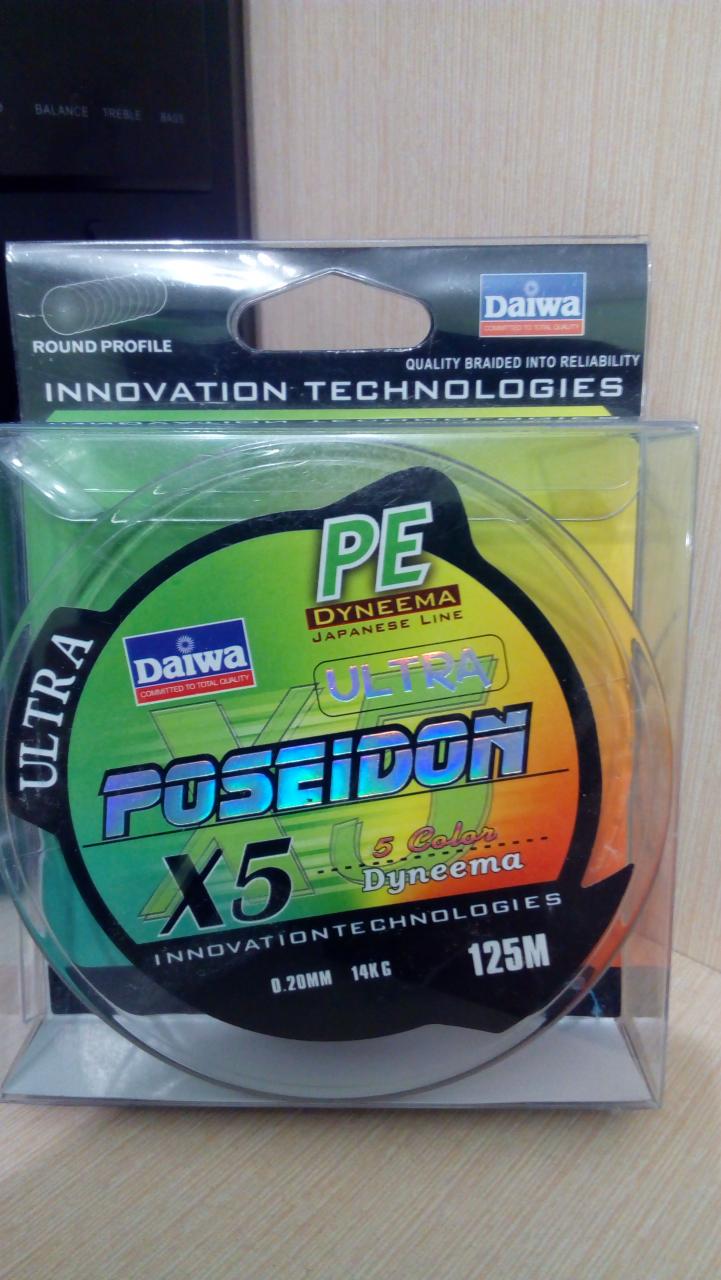 BALANCE TREBLE BASS
ROUND PROFILE
Daiwa
COMMITTED TO TOTAL QUALITY
QUALITY BRAIDED INTO RELIABILITY
INNOVATION TECHNOLOGIES
PE
DYNEEMA
JAPANESE LINE
ULTRA
Daiwa
COMMITTED TO TOTAL QUALITY
ULTRA
X5
POSEIDON
X5
5 Color
Dyneema
INNOVATIONTECHNOLOGIES
0.20MM 14KG
125M